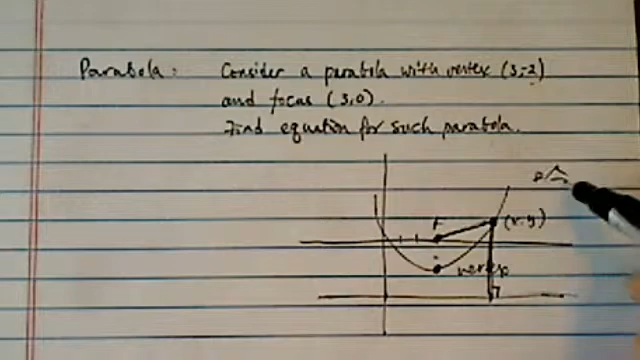 Parabola: Consider a parabola with vertex (3,-2)
and focus (3,0).
Find equation for such parabola.
F (x,y)
vertex